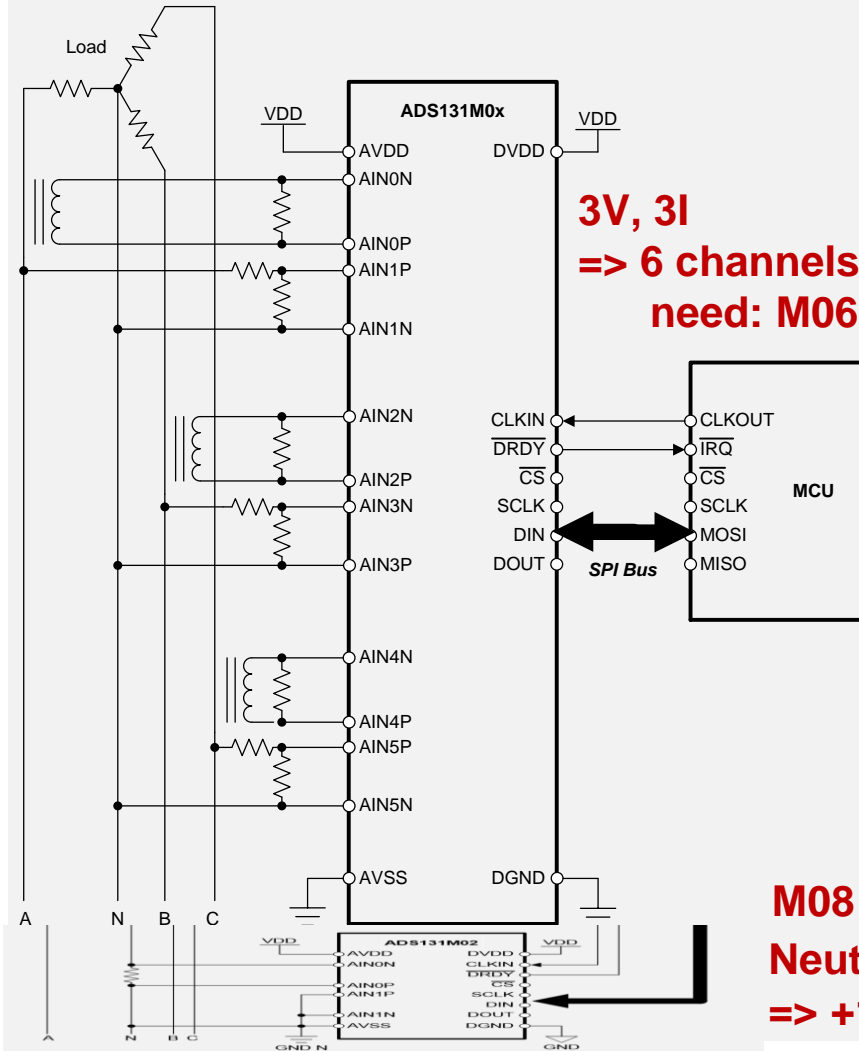 Load
ADS131M0x
VDD
VDD
AVDD
DVDD
AIN0N
AIN0P
AIN1P
AIN1N
3V, 3I
=> 6 channels
need: M06
AIN2N
AIN2P
AIN3N
AIN3P
CLKIN
DRDY
CS
SCLK
DIN
DOUT
SPI Bus
CLKOUT
IRQ
CS
SCLK
MOSI
MISO
MCU
AIN4N
AIN4P
AIN5P
AIN5N
AVSS
DGND
A N B C
M08
Neut
=> +
VDD
ADS131M02
VDD
AVDD
DVDD
AIN0N
CLKIN
DRDY
AIN0P
CS
AIN1P
SCLK
DIN
AIN1N
DOUT
AVSS
DGND
A N B C
GND N
GND